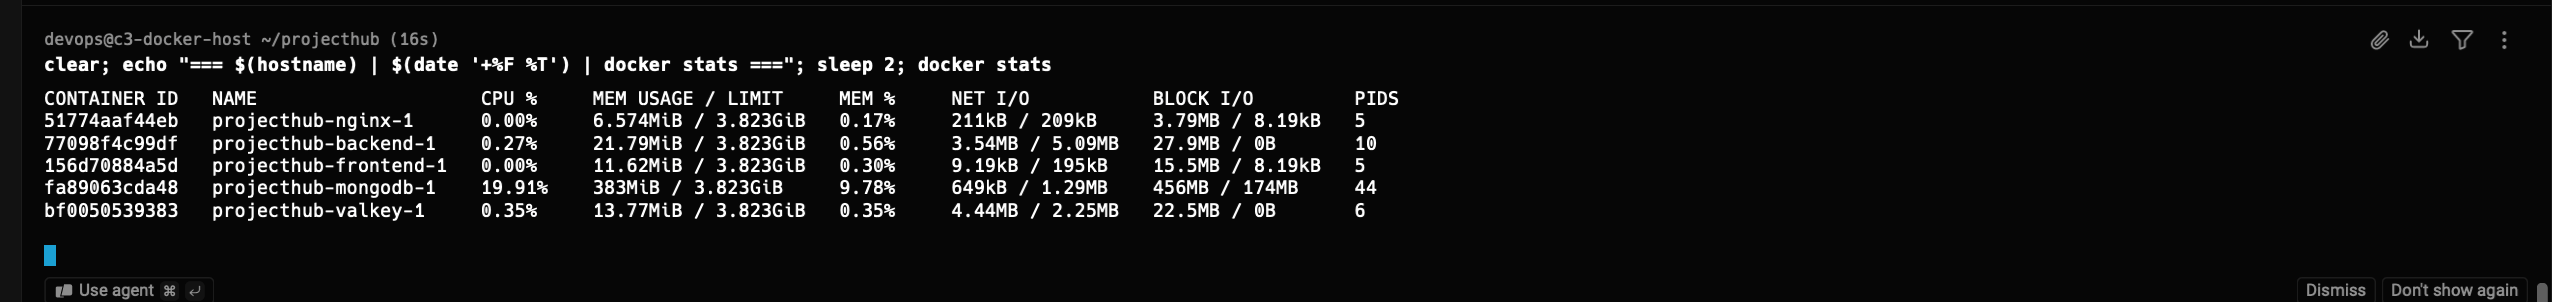 devops@c3-docker-host ~/projecthub (16s)
clear; echo "=== $(hostname) | $(date '+%F %T') | docker stats ==="; sleep 2; docker stats
CONTAINER ID   NAME                    CPU %     MEM USAGE / LIMIT     MEM %     NET I/O           BLOCK I/O         PIDS
51774aaf44eb   projecthub-nginx-1      0.00%     6.574MiB / 3.823GiB   0.17%     211kB / 209kB     3.79MB / 8.19kB   5
77098f4c99df   projecthub-backend-1    0.27%     21.79MiB / 3.823GiB   0.56%     3.54MB / 5.09MB   27.9MB / 0B       10
156d70884a5d   projecthub-frontend-1   0.00%     11.62MiB / 3.823GiB   0.30%     9.19kB / 195kB    15.5MB / 8.19kB   5
fa89063cda48   projecthub-mongodb-1    19.91%    383MiB / 3.823GiB     9.78%     649kB / 1.29MB    456MB / 174MB     44
bf0050539383   projecthub-valkey-1     0.35%     13.77MiB / 3.823GiB   0.35%     4.44MB / 2.25MB   22.5MB / 0B       6
Use agent ⌘ ↵ Dismiss Don't show again